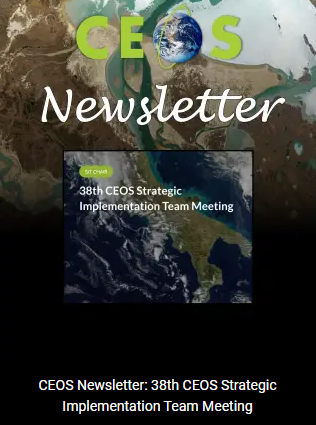 CEOS
Newsletter
SIT CHAIR
38th CEOS Strategic
Implementation Team Meeting
CEOS Newsletter: 38th CEOS Strategic
Implementation Team Meeting